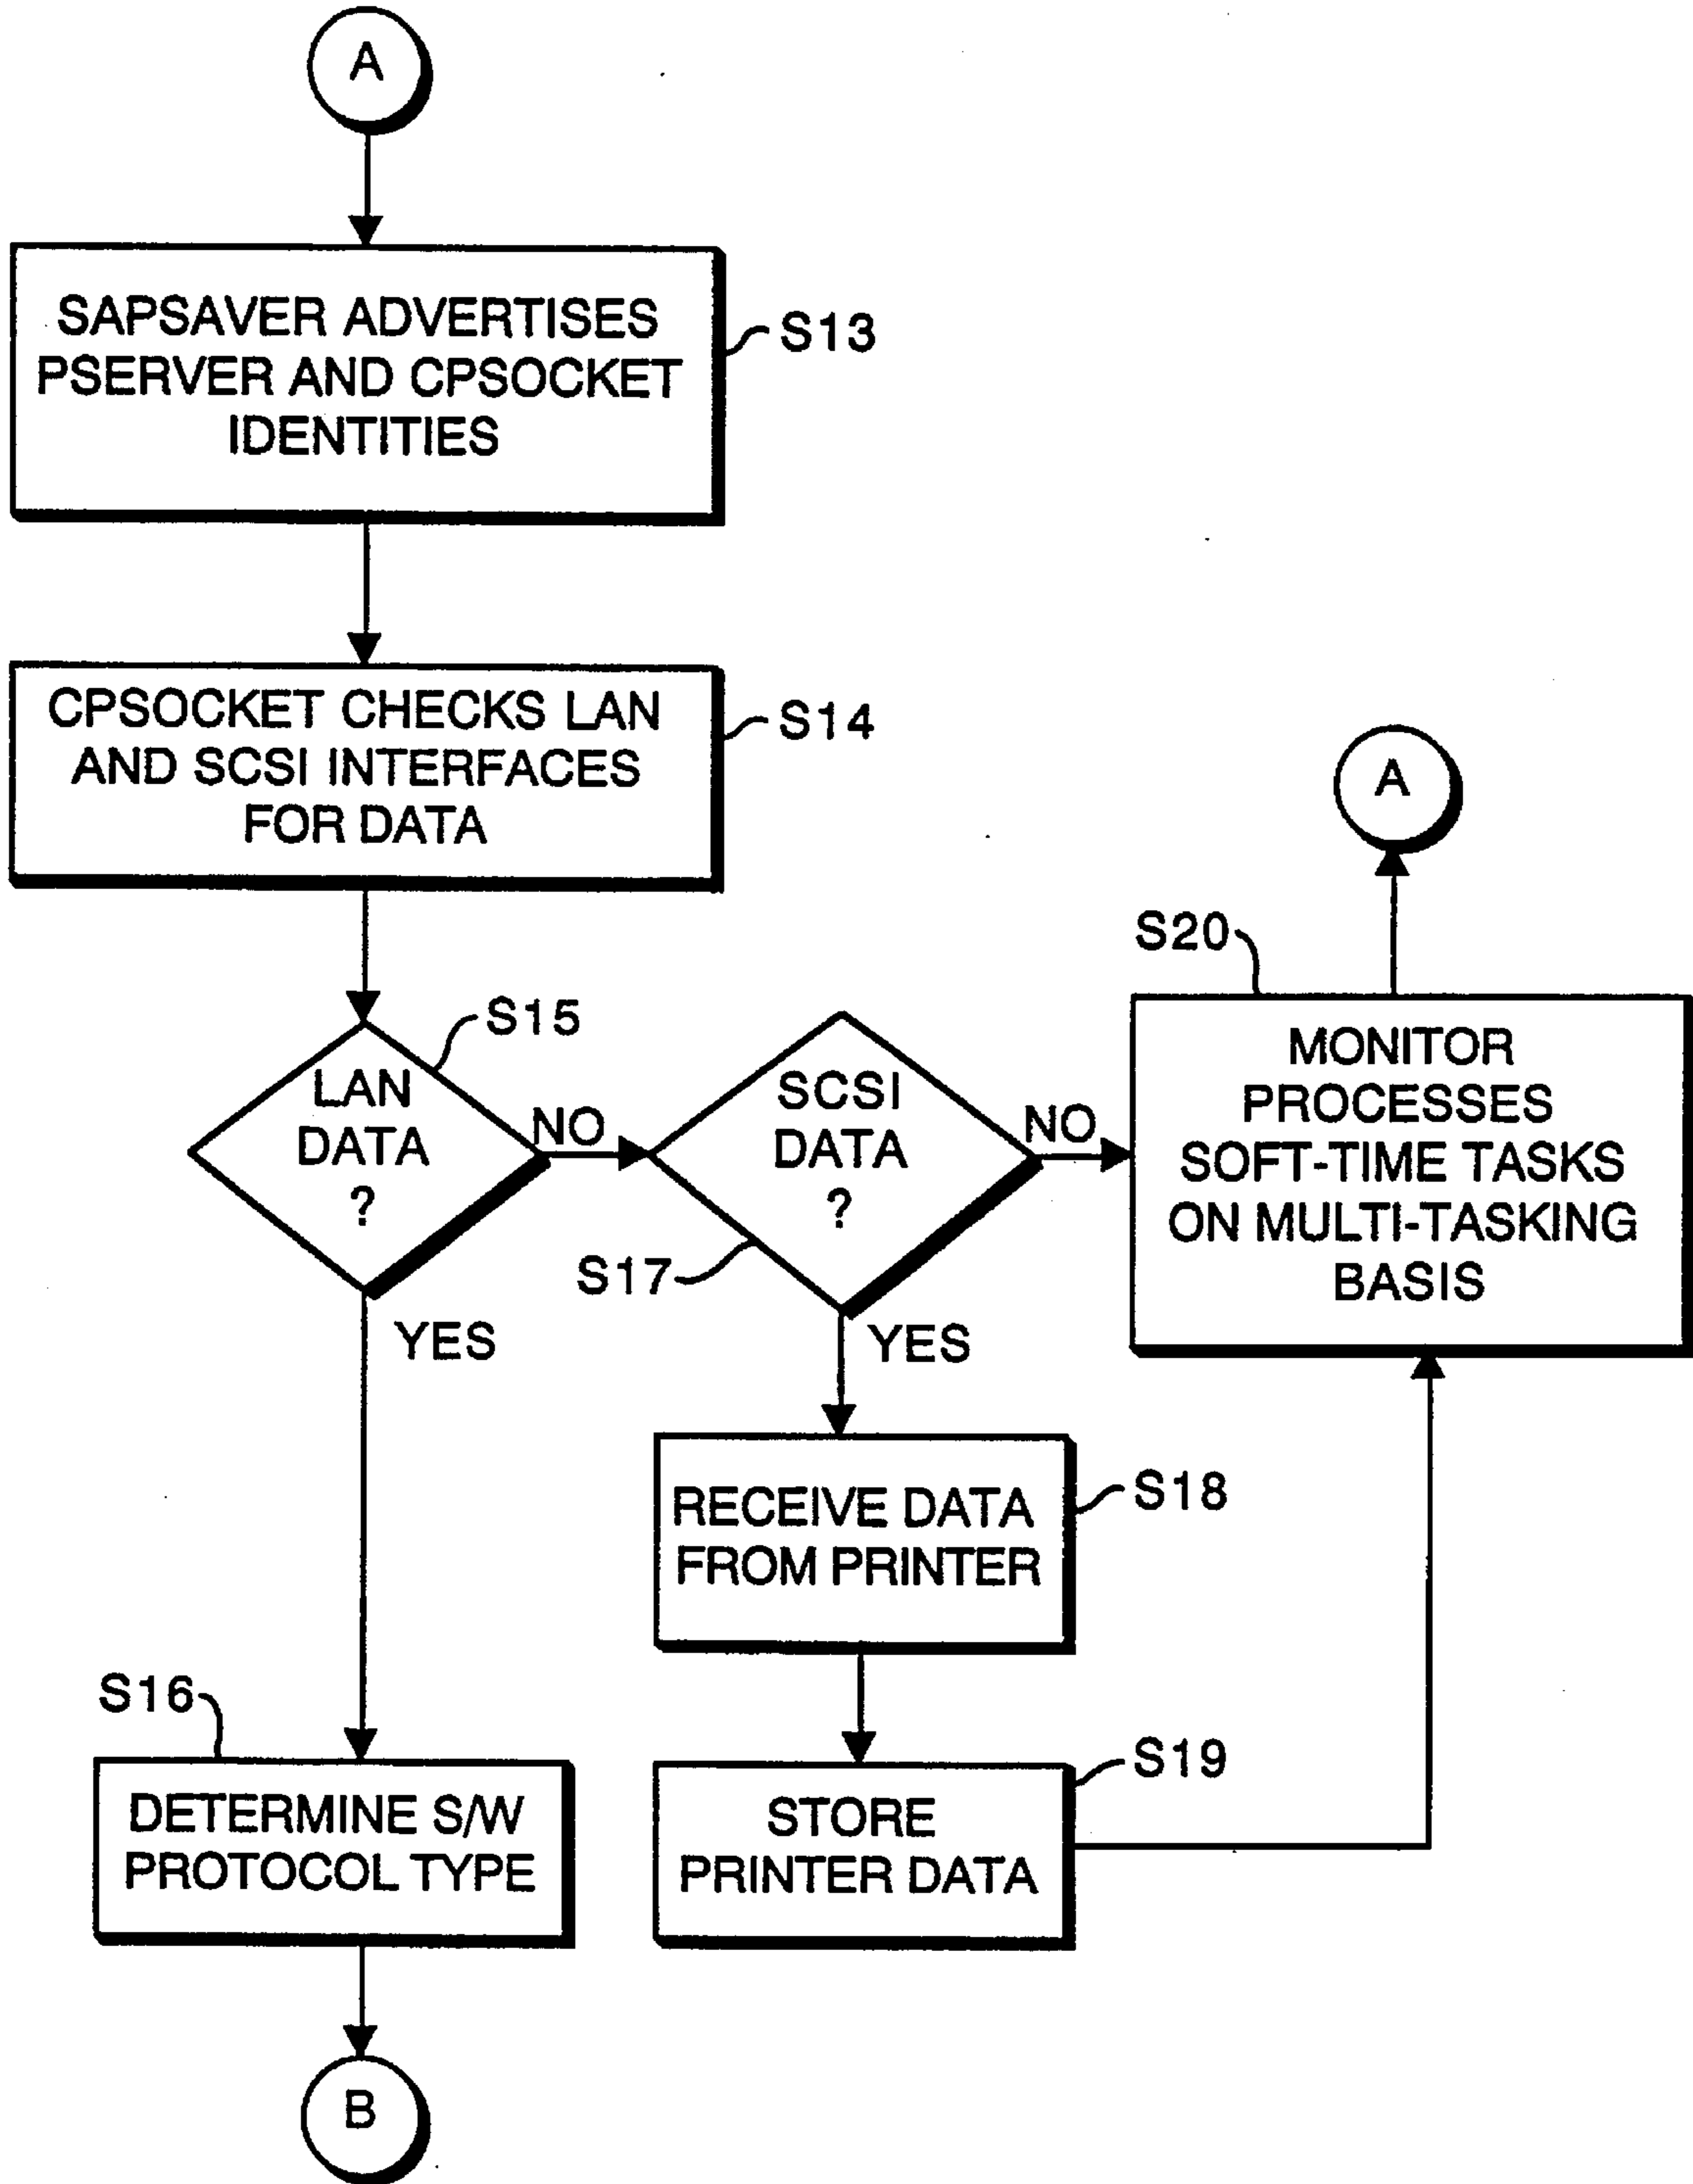 A
SAPSAVER ADVERTISES
PSERVER AND CPSOCKET
IDENTITIES
S13
CPSOCKET CHECKS LAN
AND SCSI INTERFACES
FOR DATA
S14
A
S20
S15
LAN
DATA
?
NO
SCSI
DATA
?
NO
S17
MONITOR
PROCESSES
SOFT-TIME TASKS
ON MULTI-TASKING
BASIS
YES
YES
RECEIVE DATA
FROM PRINTER
S18
S16
DETERMINE S/W
PROTOCOL TYPE
STORE
PRINTER DATA
S19
B